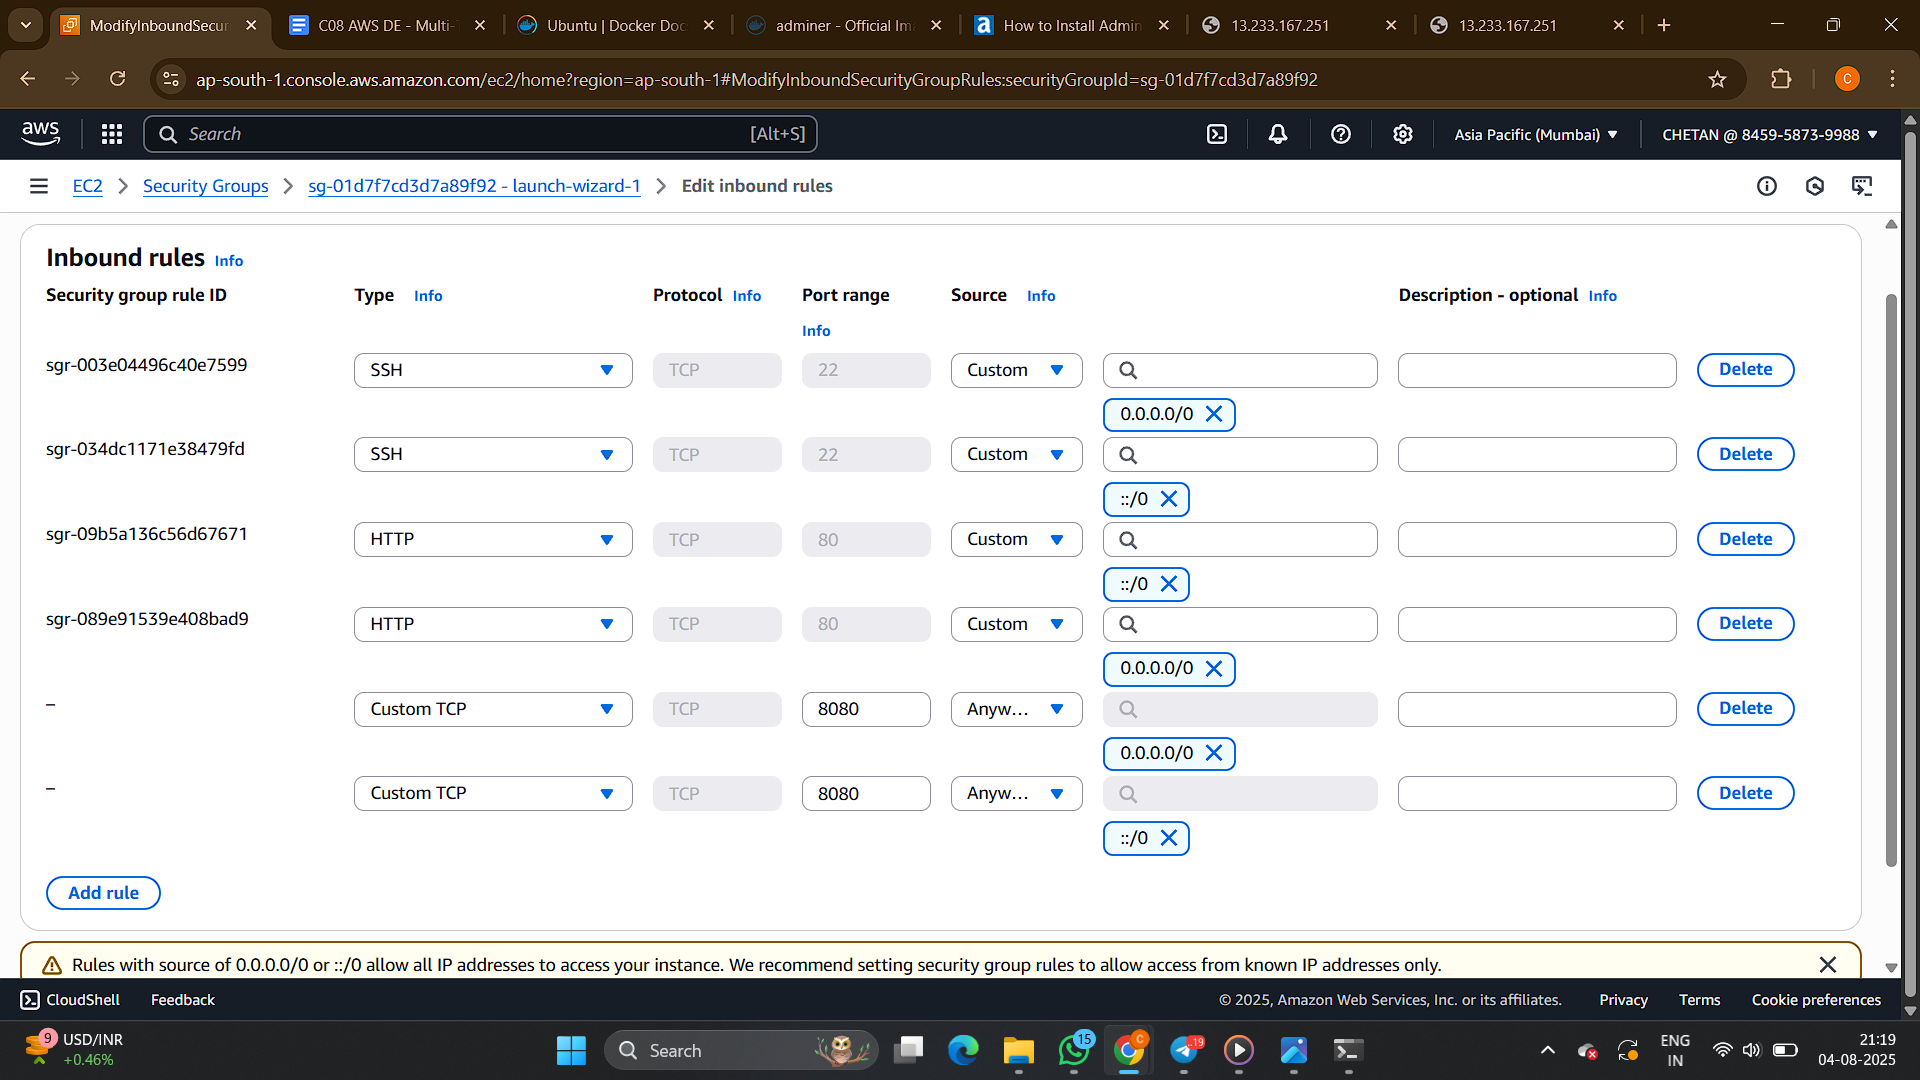 ModifyInboundSecuri
C08 AWS DE - Multi-
Ubuntu | Docker Doc
adminer - Official Im
How to Install Admin
13.233.167.251
13.233.167.251
ap-south-1.console.aws.amazon.com/ec2/home?region=ap-south-1#ModifyInboundSecurityGroupRules:securityGroupId=sg-01d7f7cd3d7a89f92
C
aws
Search
[Alt+S]
Asia Pacific (Mumbai)
CHETAN @ 8459-5873-9988
EC2
Security Groups
sg-01d7f7cd3d7a89f92 - launch-wizard-1
Edit inbound rules
Inbound rules Info
Security group rule ID
Type Info
Protocol Info
Port range
Info
Source Info
Description - optional Info
sgr-003e04496c40e7599
SSH
TCP
22
Custom
Delete
0.0.0.0/0
sgr-034dc1171e38479fd
SSH
TCP
22
Custom
Delete
::/0
sgr-09b5a136c56d67671
HTTP
TCP
80
Custom
Delete
::/0
sgr-089e91539e408bad9
HTTP
TCP
80
Custom
Delete
0.0.0.0/0
–
Custom TCP
TCP
8080
Anyw...
Delete
0.0.0.0/0
–
Custom TCP
TCP
8080
Anyw...
Delete
::/0
Add rule
Rules with source of 0.0.0.0/0 or ::/0 allow all IP addresses to access your instance. We recommend setting security group rules to allow access from known IP addresses only.
CloudShell
Feedback
© 2025, Amazon Web Services, Inc. or its affiliates.
Privacy
Terms
Cookie preferences
9
USD/INR
+0.46%
Search
15
C
19
ENG
IN
21:19
04-08-2025